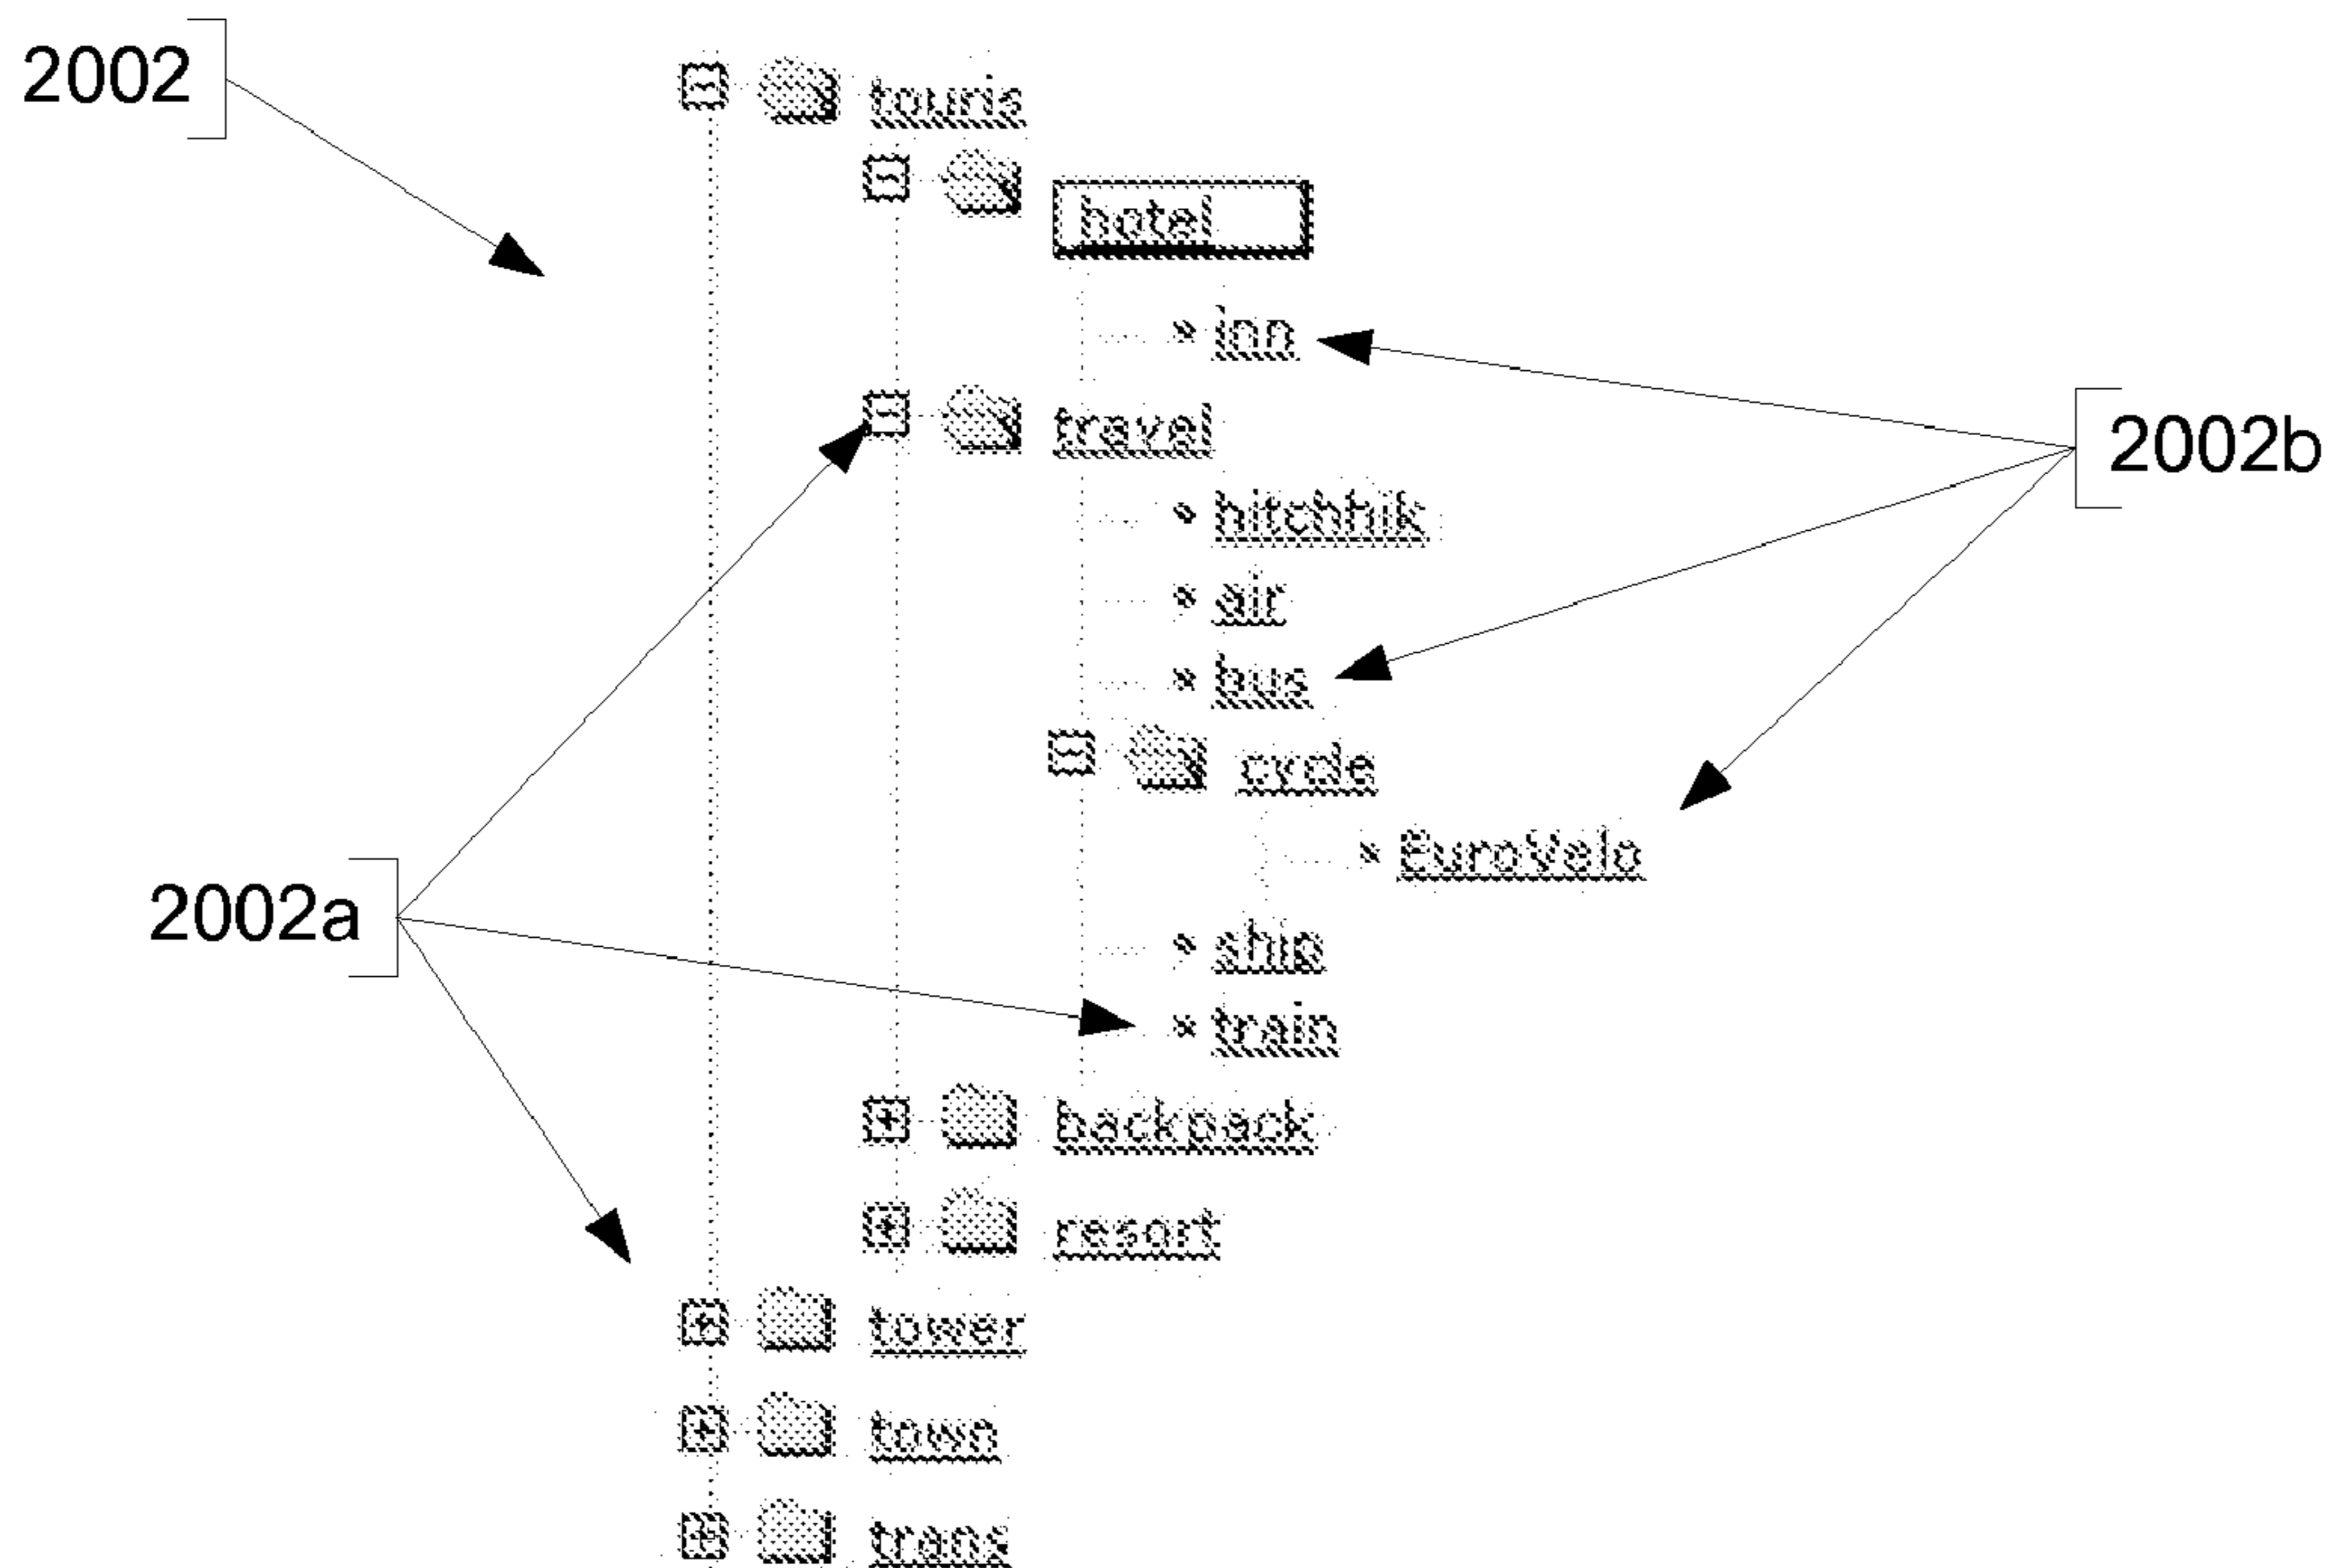 2002
touris
hotel
inn
travel
2002b
hitchhik
air
bus
cycle
EuroVelo
2002a
ship
train
backpack
resort
tower
town
trans